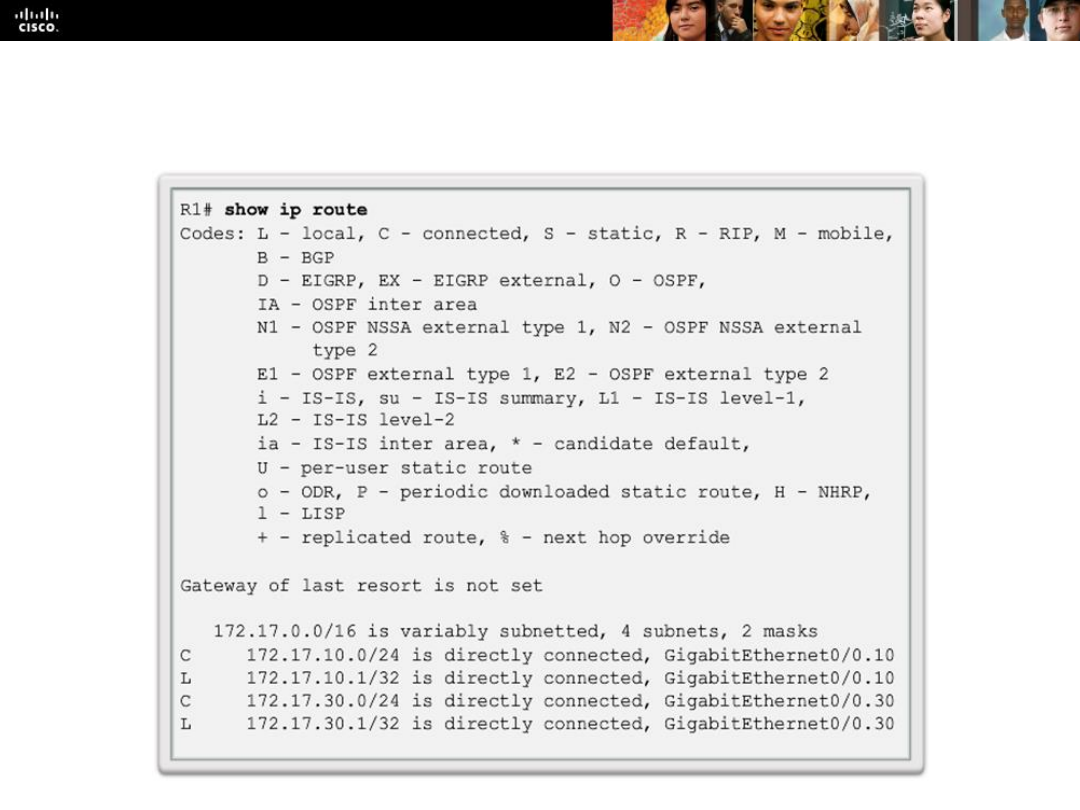 CISCO.
R1# show ip route
Codes: L - local, C - connected, S - static, R - RIP, M - mobile,
B - BGP
D - EIGRP, EX - EIGRP external, O - OSPF,
IA - OSPF inter area
N1 - OSPF NSSA external type 1, N2 - OSPF NSSA external
type 2
E1 - OSPF external type 1, E2 - OSPF external type 2
i - IS-IS, su - IS-IS summary, L1 - IS-IS level-1,
L2 - IS-IS level-2
ia - IS-IS inter area, * - candidate default,
U - per-user static route
o - ODR, P - periodic downloaded static route, H - NHRP,
l - LISP
+ - replicated route, % - next hop override
Gateway of last resort is not set
172.17.0.0/16 is variably subnetted, 4 subnets, 2 masks
C 172.17.10.0/24 is directly connected, GigabitEthernet0/0.10
L 172.17.10.1/32 is directly connected, GigabitEthernet0/0.10
C 172.17.30.0/24 is directly connected, GigabitEthernet0/0.30
L 172.17.30.1/32 is directly connected, GigabitEthernet0/0.30